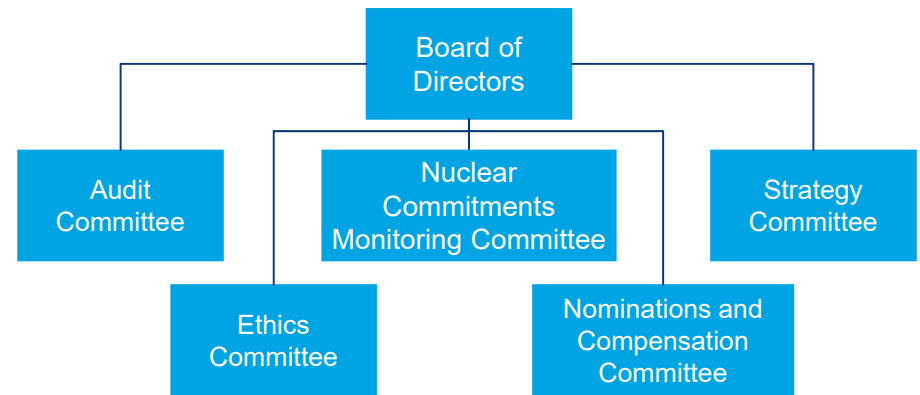 Board of
Directors
Audit
Committee
Nuclear
Commitments
Monitoring Committee
Strategy
Committee
Ethics
Committee
Nominations and
Compensation
Committee